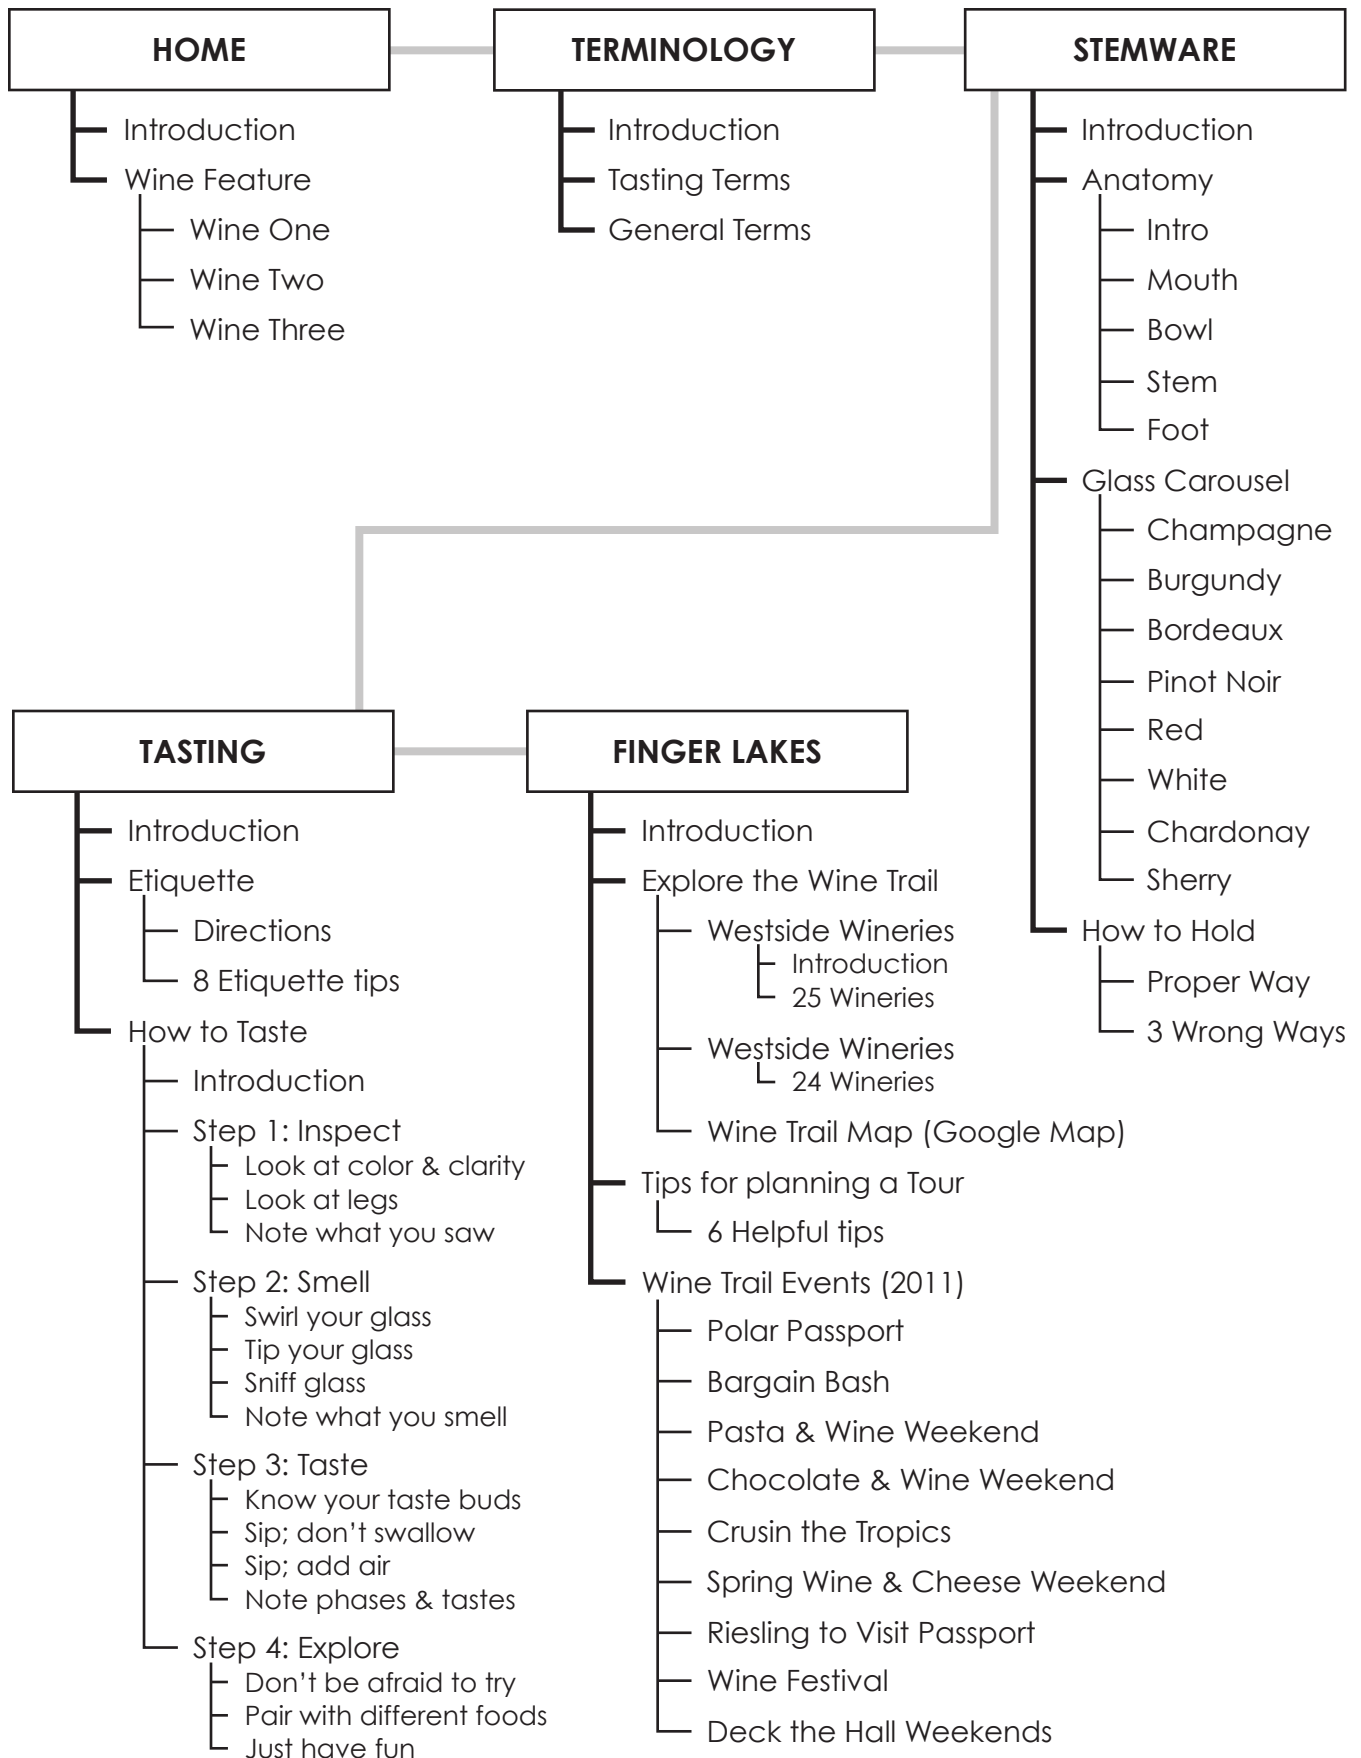 HOME
Introduction
Wine Feature
Wine One
Wine Two
Wine Three
TERMINOLOGY
Introduction
Tasting Terms
General Terms
STEMWARE
Introduction
Anatomy
Intro
Mouth
Bowl
Stem
Foot
Glass Carousel
Champagne
Burgundy
Bordeaux
Pinot Noir
Red
White
Chardonay
Sherry
How to Hold
Proper Way
3 Wrong Ways
TASTING
Introduction
Etiquette
Directions
8 Etiquette tips
How to Taste
Introduction
Step 1: Inspect
Look at color & clarity
Look at legs
Note what you saw
Step 2: Smell
Swirl your glass
Tip your glass
Sniff glass
Note what you smell
Step 3: Taste
Know your taste buds
Sip; don't swallow
Sip; add air
Note phases & tastes
Step 4: Explore
Don't be afraid to try
Pair with different foods
Just have fun
FINGER LAKES
Introduction
Explore the Wine Trail
Westside Wineries
Introduction
25 Wineries
Westside Wineries
24 Wineries
Wine Trail Map (Google Map)
Tips for planning a Tour
6 Helpful tips
Wine Trail Events (2011)
Polar Passport
Bargain Bash
Pasta & Wine Weekend
Chocolate & Wine Weekend
Crusin the Tropics
Spring Wine & Cheese Weekend
Riesling to Visit Passport
Wine Festival
Deck the Hall Weekends